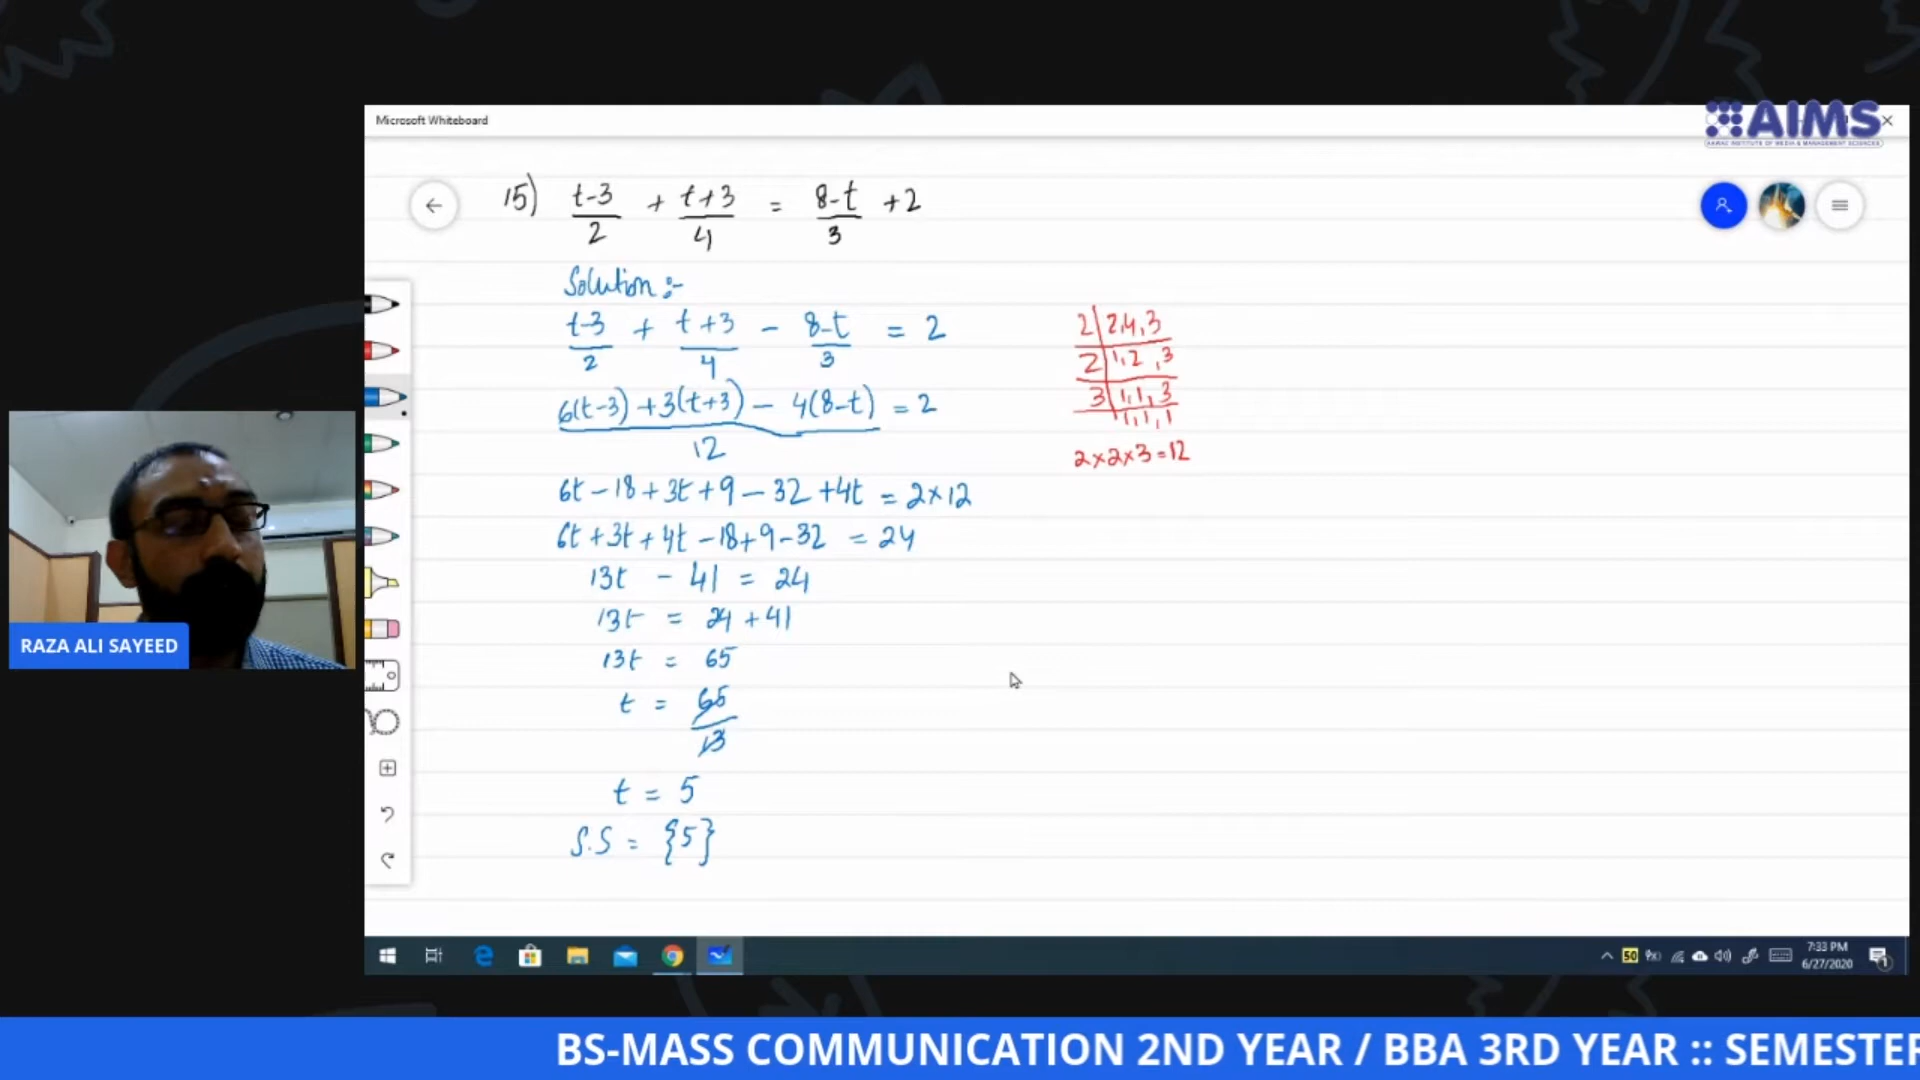 Microsoft Whiteboard
AIMS
15) t-3/2 + t+3/4 = 8-t/3 +2
Solution :-
t-3/2 + t+3/4 - 8-t/3 = 2
6(t-3) +3(t+3) - 4(8-t)/12 = 2
6t-18+3t+9-32+4t = 2×12
6t+3t+4t-18+9-32 = 24
13t - 41 = 24
13t = 24+41
13t = 65
t = 65/13
t = 5
S.S = {5}
2|2,4,3
2|1,2,3
3|1,1,3
1,1,1
2×2×3=12
RAZA ALI SAYEED
50
7:33 PM
6/27/2020
BS-MASS COMMUNICATION 2ND YEAR / BBA 3RD YEAR :: SEMESTER